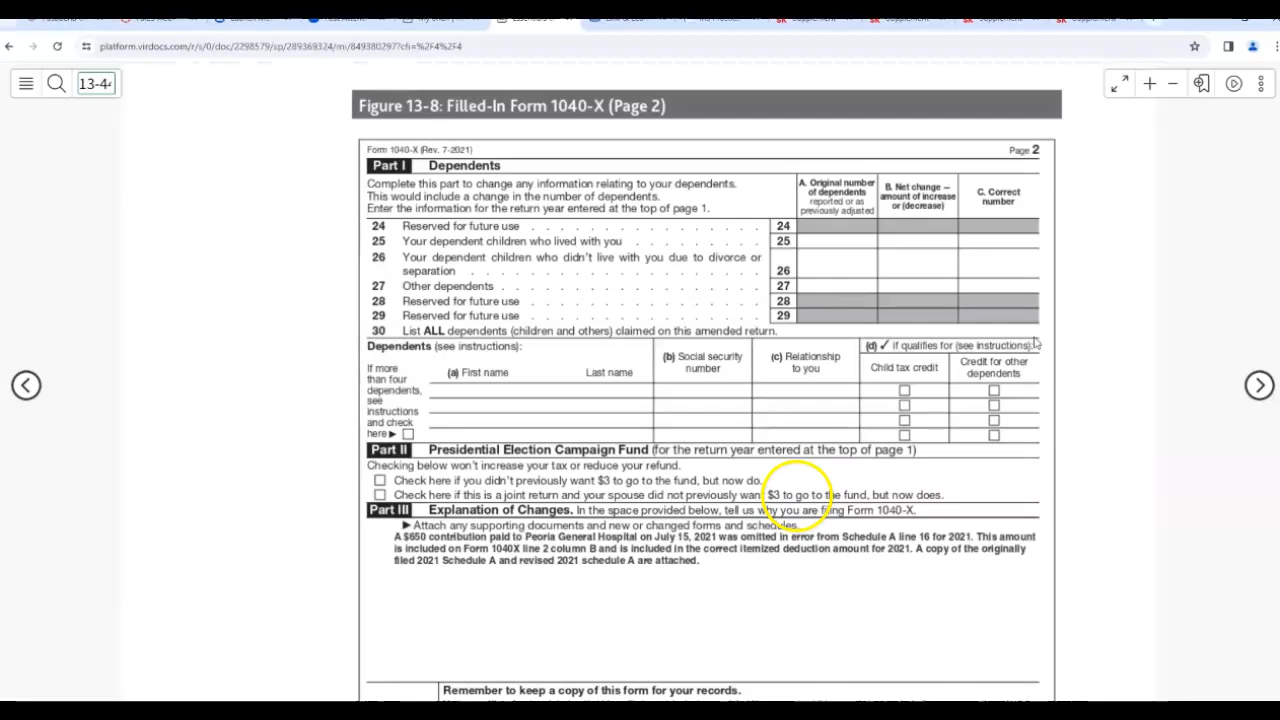 platform.virdocs.com/r/s/0/doc/2298579/sp/289369324/mi/849380297?cfi=%2F4%2F4
13-44
Figure 13-8: Filled-In Form 1040-X (Page 2)
Form 1040-X (Rev. 7-2021) Page 2
Part I Dependents
Complete this part to change any information relating to your dependents.
This would include a change in the number of dependents.
Enter the information for the return year entered at the top of page 1.
A. Original number of dependents reported or as previously adjusted
B. Net change — amount of increase or (decrease)
C. Correct number
24 Reserved for future use . . . . . . . . . . . . . . . . 24
25 Your dependent children who lived with you . . . . . . . . . 25
26 Your dependent children who didn't live with you due to divorce or
separation . . . . . . . . . . . . . . . . . . 26
27 Other dependents . . . . . . . . . . . . . . . . . 27
28 Reserved for future use . . . . . . . . . . . . . . . . 28
29 Reserved for future use . . . . . . . . . . . . . . . . 29
30 List ALL dependents (children and others) claimed on this amended return.
Dependents (see instructions):
If more
than four
dependents,
see
instructions
and check
here ▶
(a) First name Last name
(b) Social security
number
(c) Relationship
to you
(d) ✓ if qualifies for (see instructions):
Child tax credit
Credit for other
dependents
Part II Presidential Election Campaign Fund (for the return year entered at the top of page 1)
Checking below won't increase your tax or reduce your refund.
Check here if you didn't previously want $3 to go to the fund, but now do.
Check here if this is a joint return and your spouse did not previously want $3 to go to the fund, but now does.
Part III Explanation of Changes. In the space provided below, tell us why you are filing Form 1040-X.
▶ Attach any supporting documents and new or changed forms and schedules.
A $650 contribution paid to Peoria General Hospital on July 15, 2021 was omitted in error from Schedule A line 16 for 2021. This amount
is included on Form 1040X line 2 column B and is included in the correct itemized deduction amount for 2021. A copy of the originally
filed 2021 Schedule A and revised 2021 schedule A are attached.
Remember to keep a copy of this form for your records.